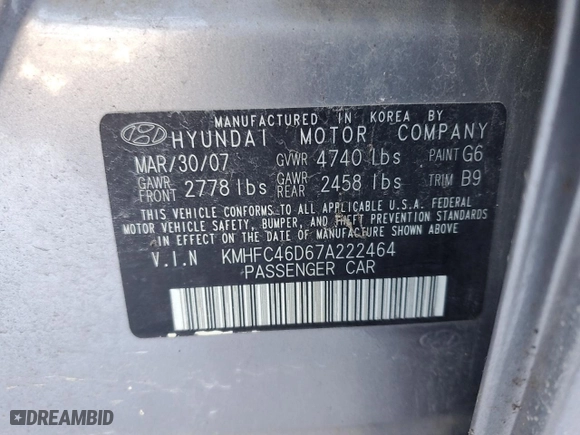 MANUFACTURED IN KOREA BY
HYUNDAI MOTOR COMPANY
MAR/30/07 GVWR 4740 lbs PAINT G6
GAWR FRONT 2778 lbs GAWR REAR 2458 lbs TRIM B9
THIS VEHICLE CONFORMS TO ALL APPLICABLE U.S.A. FEDERAL
MOTOR VEHICLE SAFETY, BUMPER, AND THEFT PREVENTION STANDARDS
IN EFFECT ON THE DATE OF MANUFACTURE SHOWN ABOVE.
V.I.N KMHFC46D67A222464
PASSENGER CAR
DREAMBID